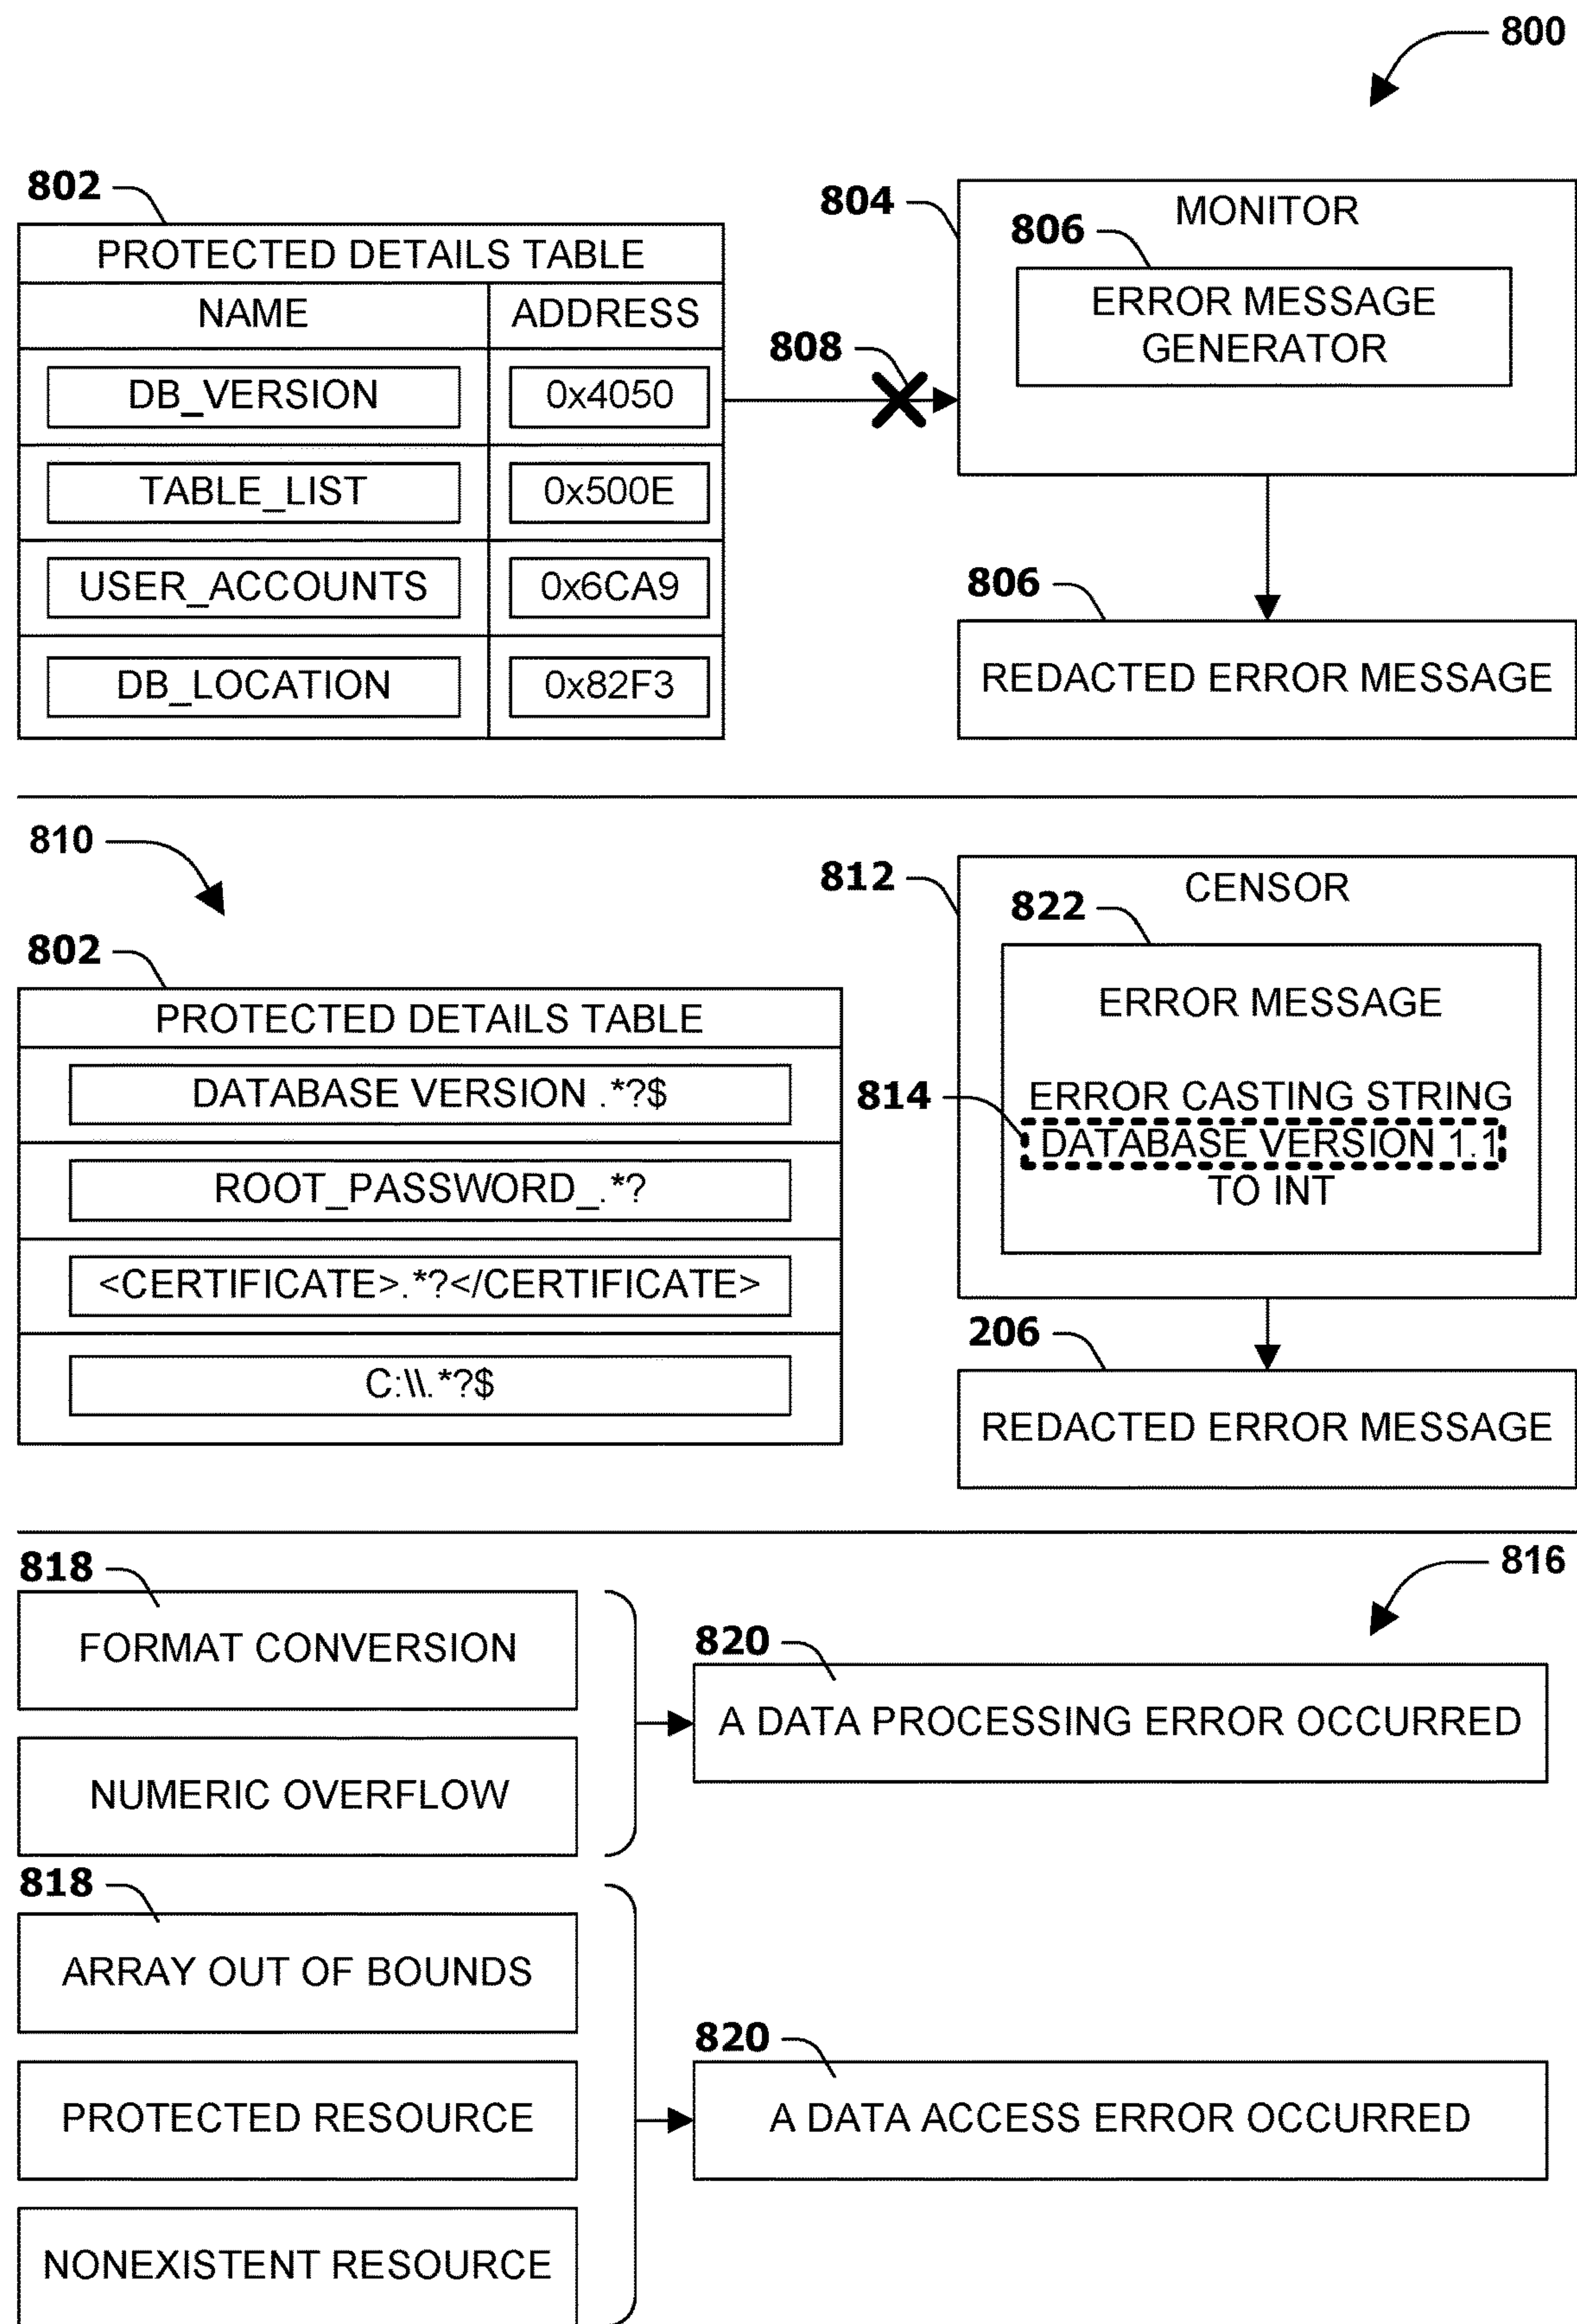 800
802
PROTECTED DETAILS TABLE
NAME ADDRESS
DB_VERSION 0x4050
TABLE_LIST 0x500E
USER_ACCOUNTS 0x6CA9
DB_LOCATION 0x82F3
804
MONITOR
806
ERROR MESSAGE
GENERATOR
808
806
REDACTED ERROR MESSAGE
810
802
PROTECTED DETAILS TABLE
DATABASE VERSION .*?$
ROOT_PASSWORD_.*?
<CERTIFICATE>.*?</CERTIFICATE>
C:\\.*?$
812
CENSOR
822
ERROR MESSAGE
814
ERROR CASTING STRING
DATABASE VERSION 1.1
TO INT
206
REDACTED ERROR MESSAGE
816
818
FORMAT CONVERSION
NUMERIC OVERFLOW
820
A DATA PROCESSING ERROR OCCURRED
818
ARRAY OUT OF BOUNDS
PROTECTED RESOURCE
NONEXISTENT RESOURCE
820
A DATA ACCESS ERROR OCCURRED